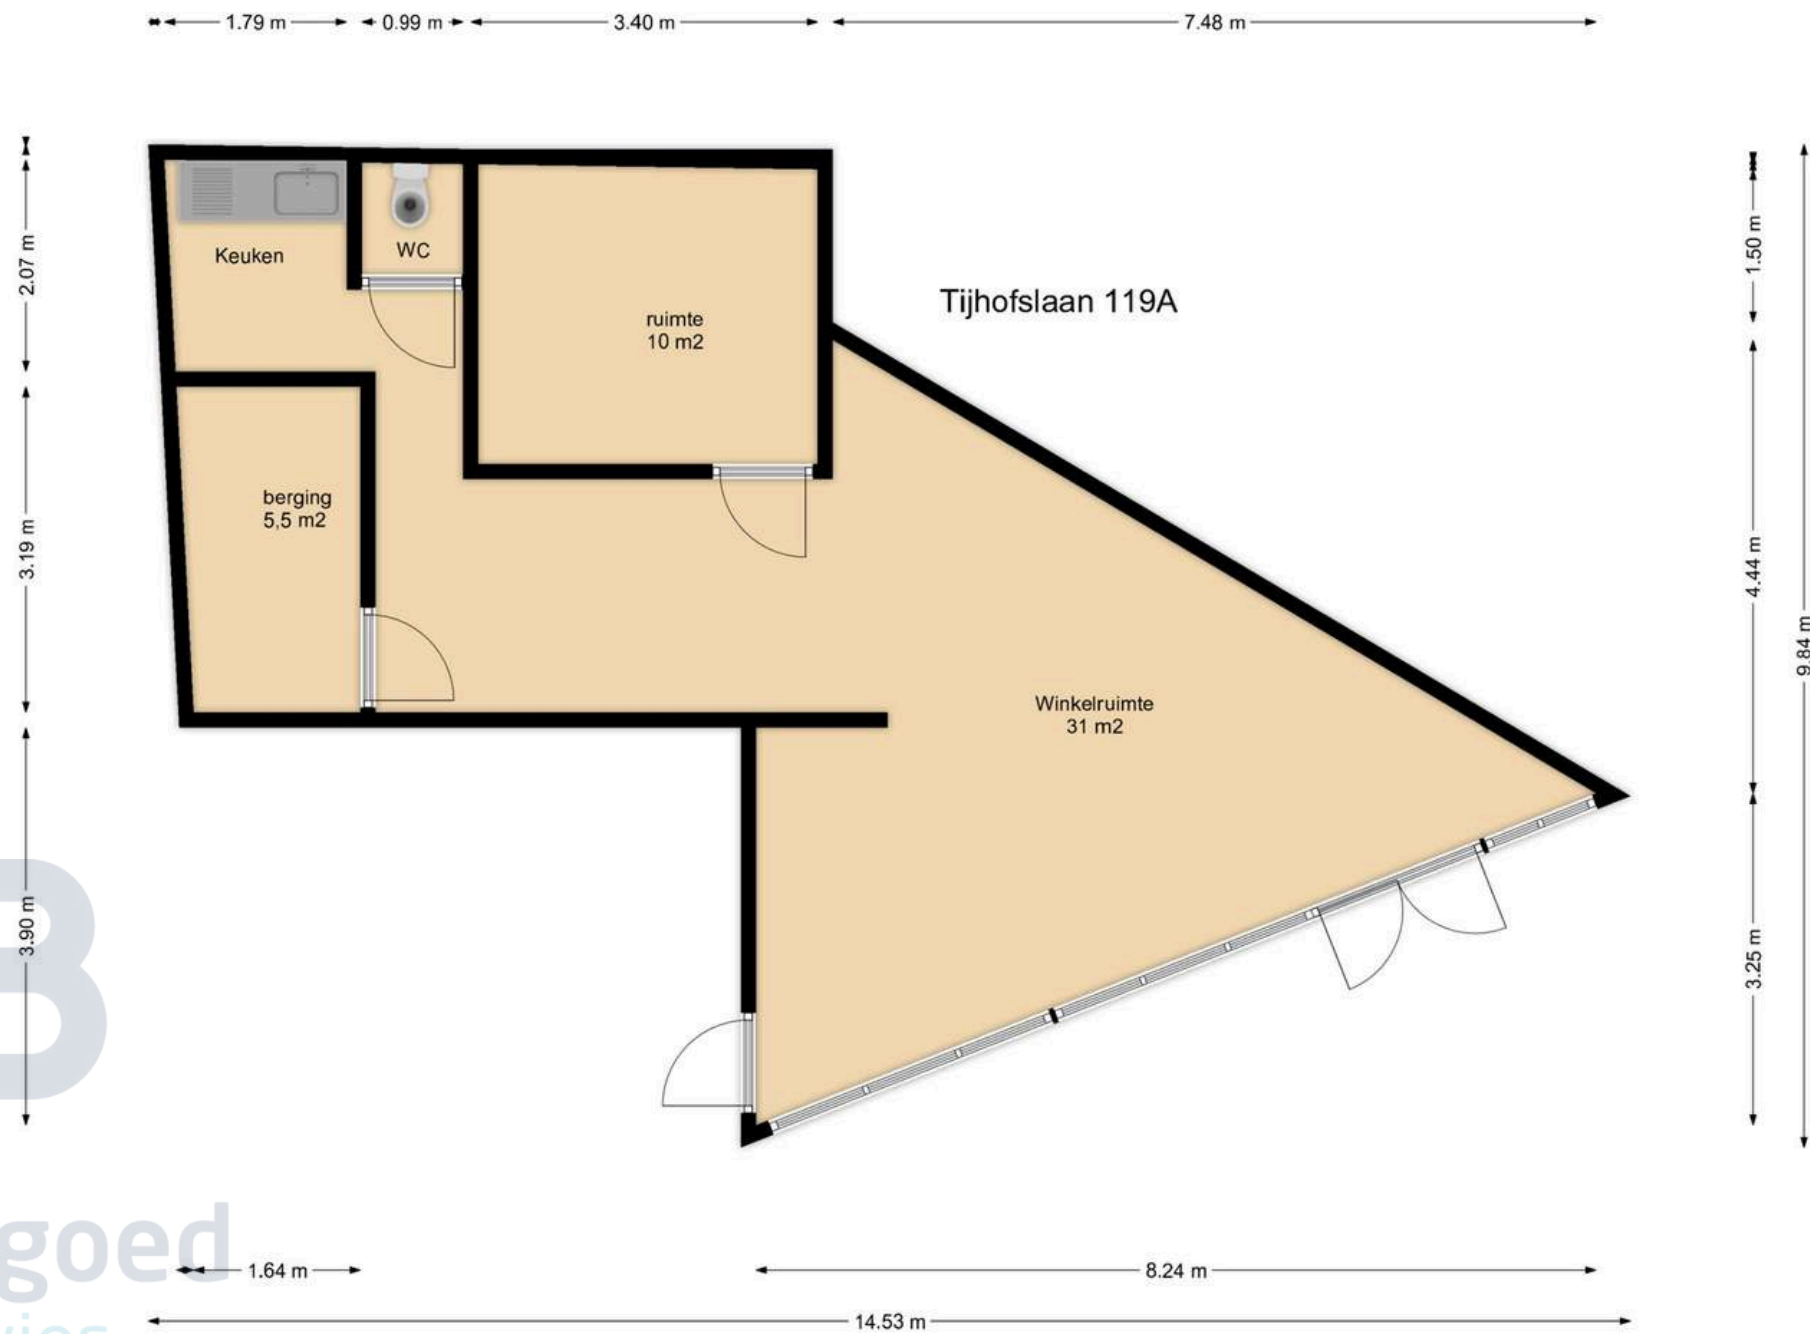 1.79 m
0.99 m
3.40 m
7.48 m
2.07 m
3.19 m
3.90 m
Keuken
WC
ruimte
10 m2
Tijhofslaan 119A
berging
5,5 m2
Winkelruimte
31 m2
1.50 m
4.44 m
3.25 m
9.84 m
B
goed
1.64 m
8.24 m
14.53 m